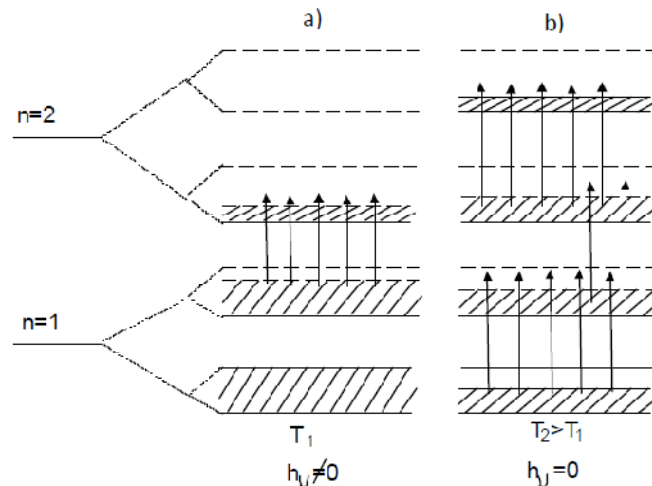 a)
b)
n=2
n=1
T₁
T₂>T₁
hᵤ≠0
hᵤ=0